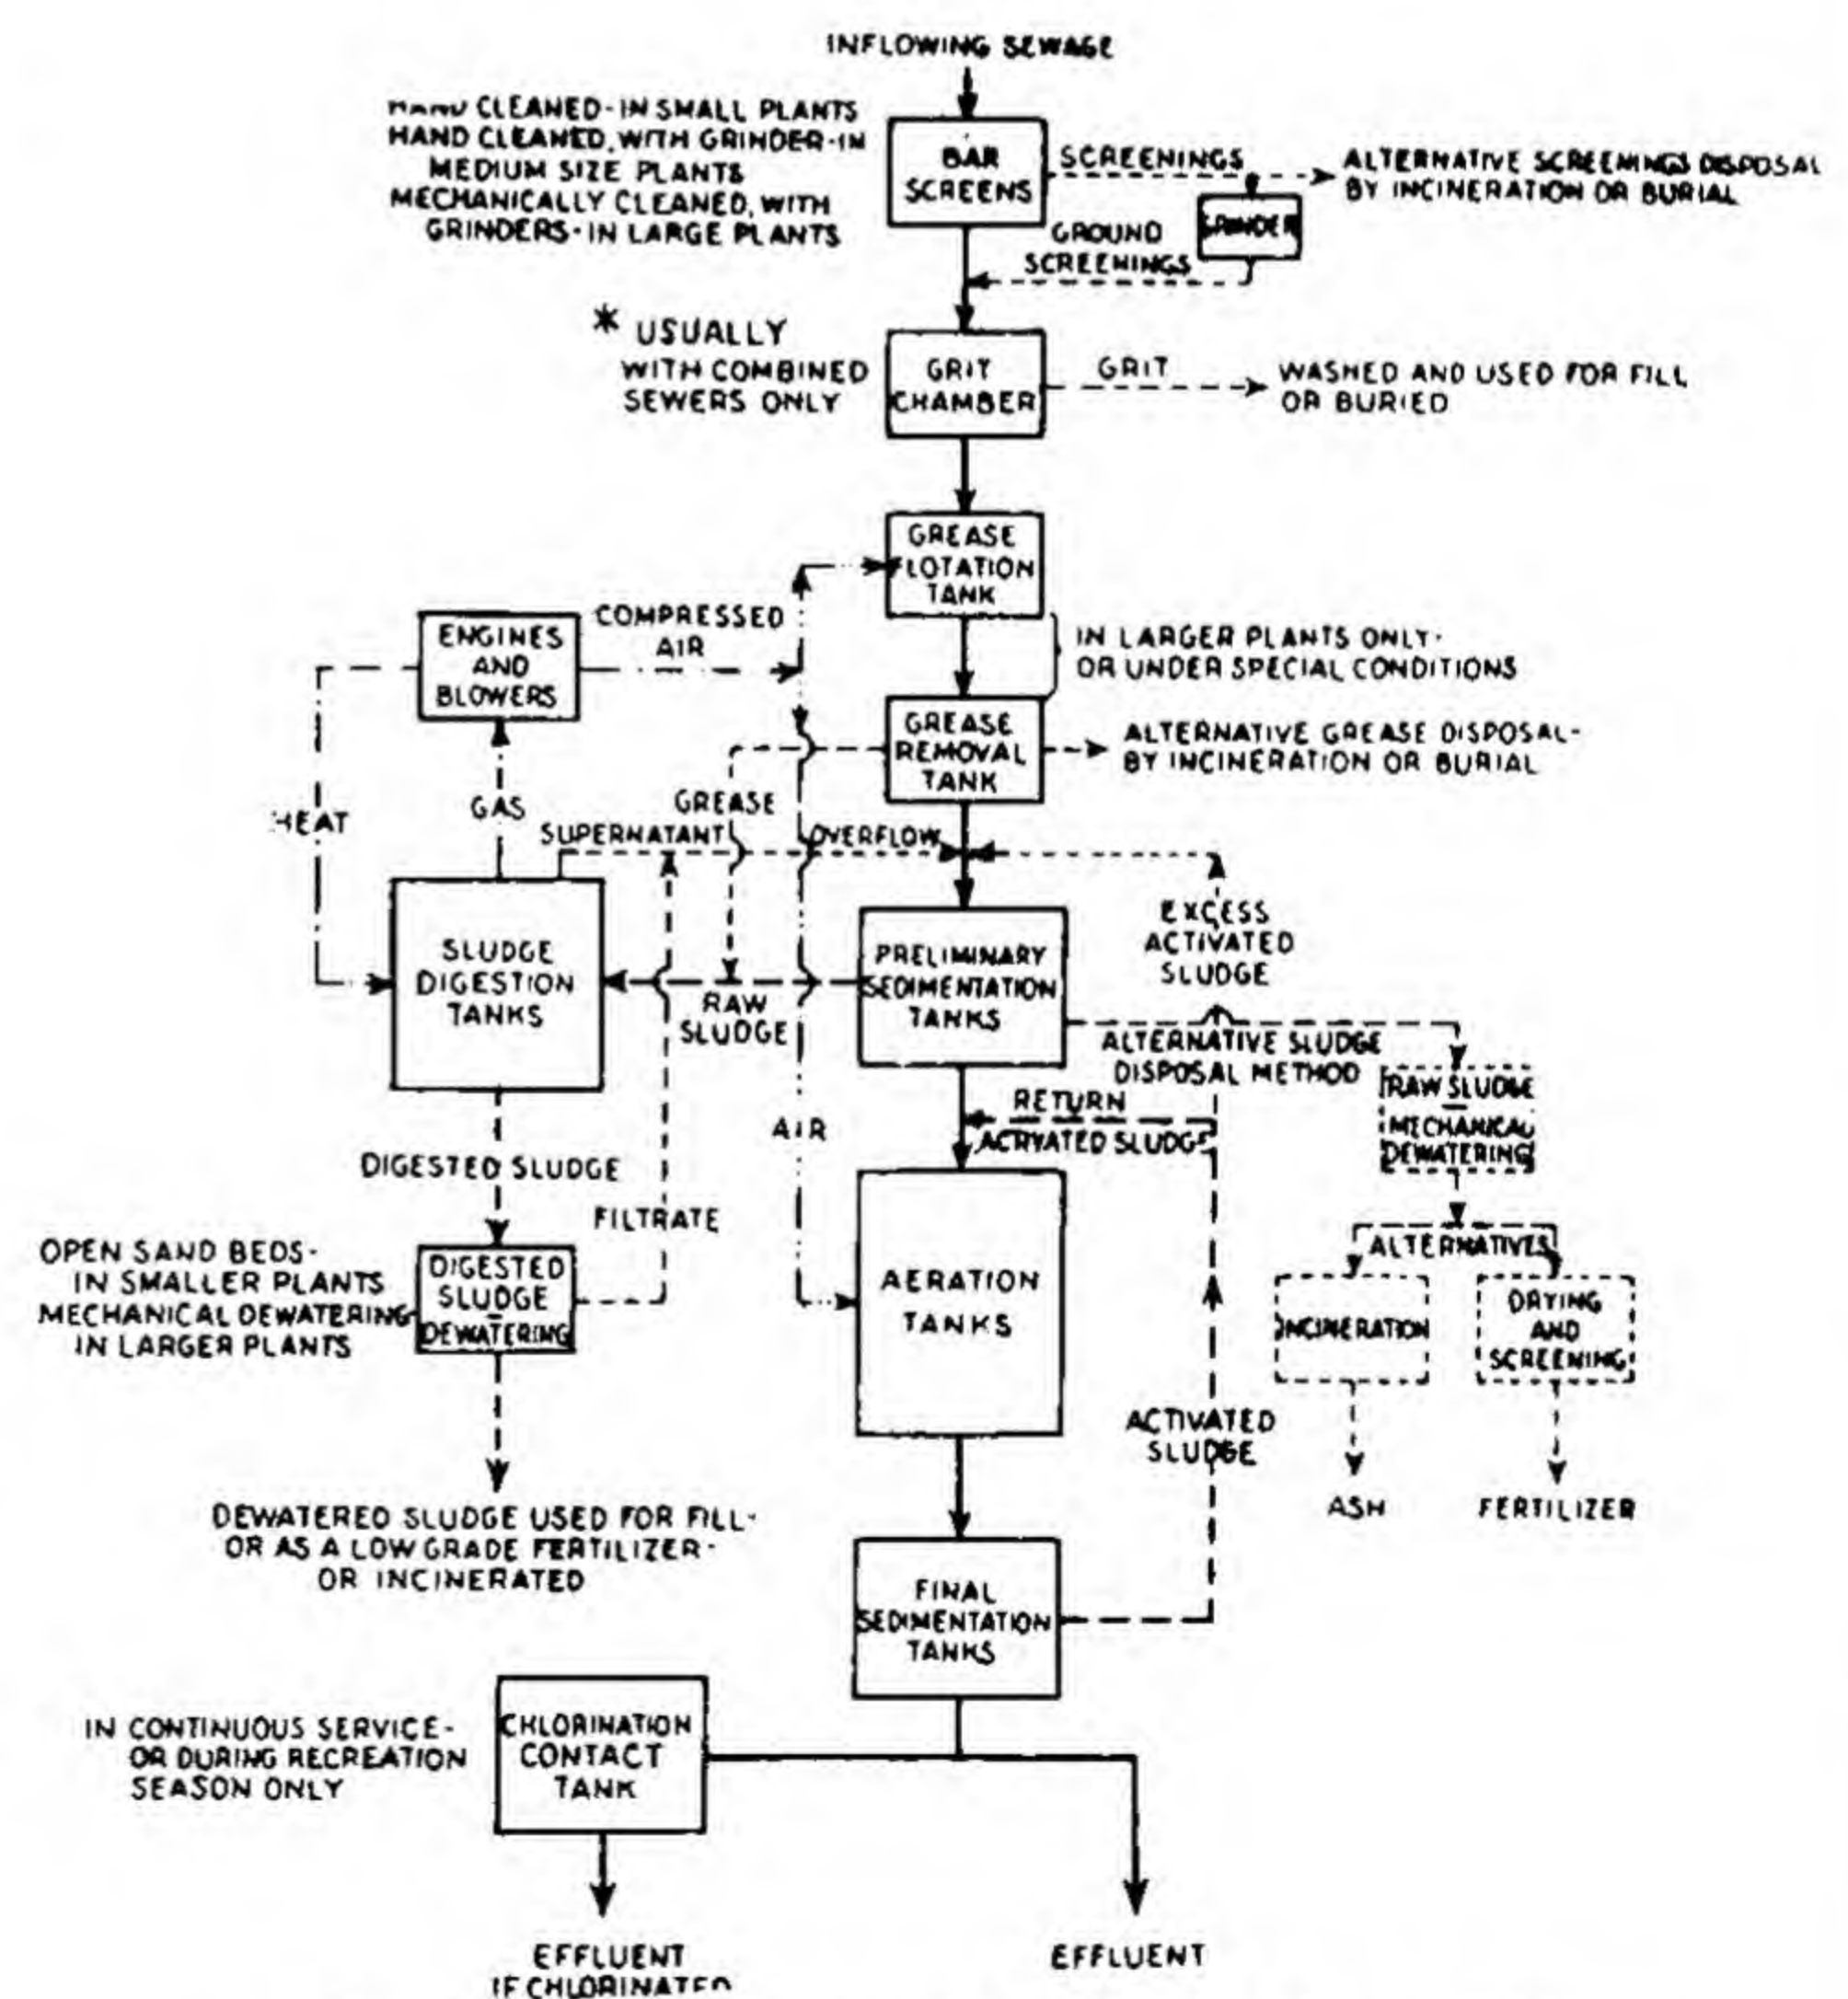 INFLOWING SEWAGE
HAND CLEANED-IN SMALL PLANTS
HAND CLEANED, WITH GRINDER-IN
MEDIUM SIZE PLANTS
MECHANICALLY CLEANED, WITH
GRINDERS-IN LARGE PLANTS
BAR
SCREENS
SCREENINGS
ALTERNATIVE SCREENINGS DISPOSAL
BY INCINERATION OR BURIAL
GRINDER
GROUND
SCREENINGS
* USUALLY
WITH COMBINED
SEWERS ONLY
GRIT
CHAMBER
GRIT
WASHED AND USED FOR FILL
OR BURIED
GREASE
FLOTATION
TANK
ENGINES
AND
BLOWERS
COMPRESSED
AIR
IN LARGER PLANTS ONLY-
OR UNDER SPECIAL CONDITIONS
GREASE
REMOVAL
TANK
ALTERNATIVE GREASE DISPOSAL-
BY INCINERATION OR BURIAL
HEAT
GAS
GREASE
SUPERNATANT
OVERFLOW
SLUDGE
DIGESTION
TANKS
PRELIMINARY
SEDIMENTATION
TANKS
EXCESS
ACTIVATED
SLUDGE
RAW
SLUDGE
ALTERNATIVE SLUDGE
DISPOSAL METHOD
RAW SLUDGE
-
MECHANICAL
DEWATERING
RETURN
ACTIVATED SLUDGE
AIR
DIGESTED SLUDGE
FILTRATE
ALTERNATIVES
OPEN SAND BEDS-
IN SMALLER PLANTS
MECHANICAL DEWATERING-
IN LARGER PLANTS
DIGESTED
SLUDGE
-
DEWATERING
AERATION
TANKS
INCINERATION
DRYING
AND
SCREENING
ACTIVATED
SLUDGE
ASH
FERTILIZER
DEWATERED SLUDGE USED FOR FILL-
OR AS A LOW GRADE FERTILIZER-
OR INCINERATED
FINAL
SEDIMENTATION
TANKS
IN CONTINUOUS SERVICE-
OR DURING RECREATION
SEASON ONLY
CHLORINATION
CONTACT
TANK
EFFLUENT
IF CHLORINATED
EFFLUENT